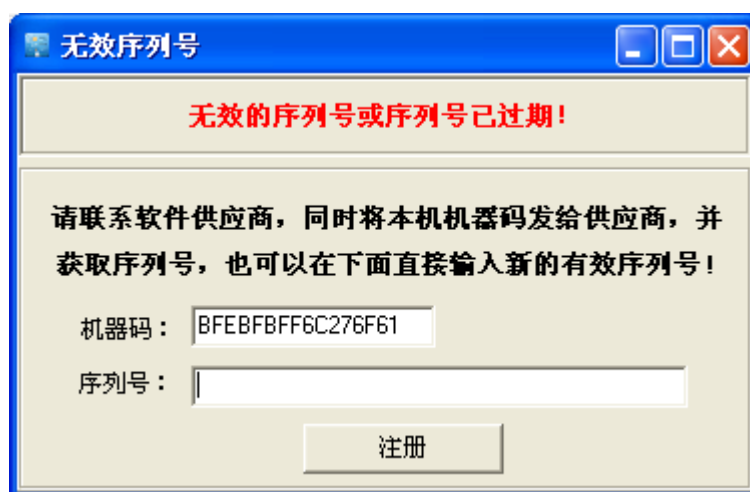 无效序列号
无效的序列号或序列号已过期!
请联系软件供应商，同时将本机机器码发给供应商，并
获取序列号，也可以在下面直接输入新的有效序列号!
机器码： BFEBFBFF6C276F61
序列号：
注册